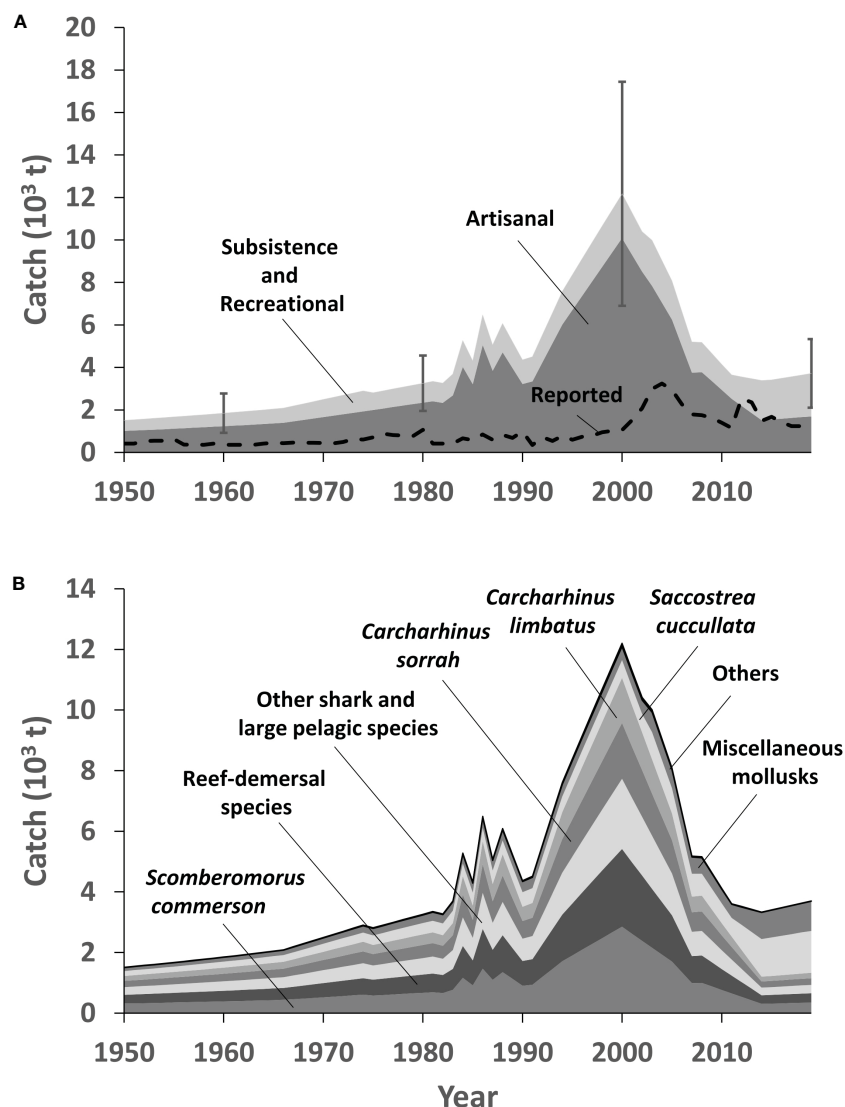 A
20
18
16
14
12
10
8
6
4
2
0
Catch (10³ t)
Subsistence
and
Recreational
Artisanal
Reported
1950 1960 1970 1980 1990 2000 2010
B
14
12
10
8
6
4
2
0
Catch (10³ t)
Scomberomorus
commerson
Reef-demersal
species
Other shark and
large pelagic species
Carcharhinus
sorrah
Carcharhinus
limbatus
Saccostrea
cuccullata
Others
Miscellaneous
mollusks
1950 1960 1970 1980 1990 2000 2010
Year